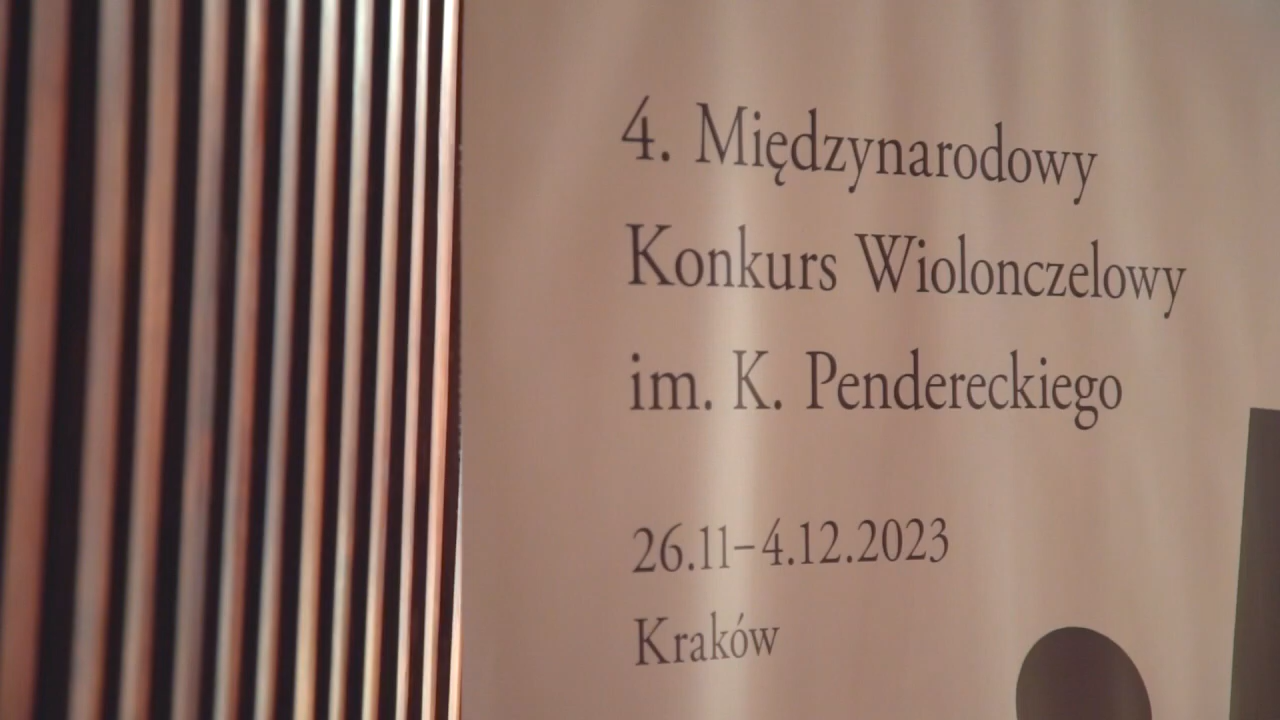 4. Międzynarodowy
Konkurs Wiolonczelowy
im. K. Pendereckiego
26.11–4.12.2023
Kraków